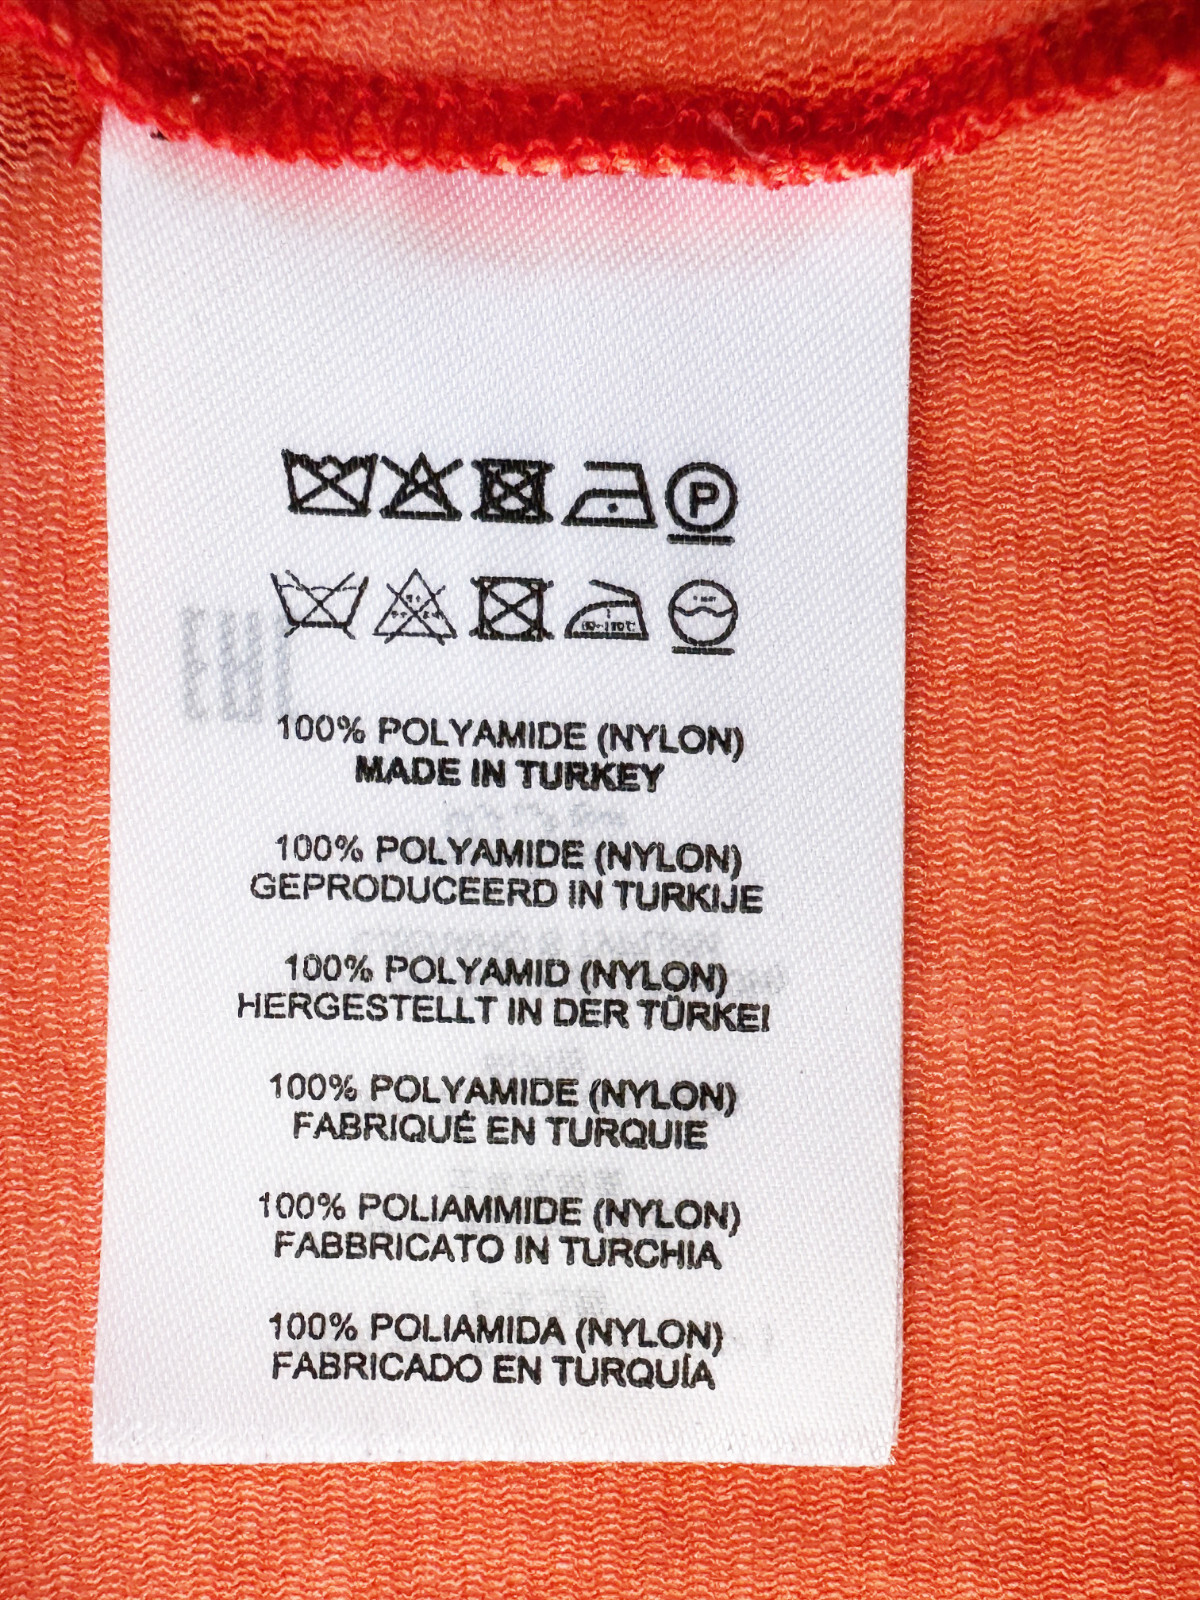 P
100% POLYAMIDE (NYLON)
MADE IN TURKEY
100% POLYAMIDE (NYLON)
GEPRODUCEERD IN TURKIJE
100% POLYAMID (NYLON)
HERGESTELLT IN DER TÜRKEI
100% POLYAMIDE (NYLON)
FABRIQUÉ EN TURQUIE
100% POLIAMMIDE (NYLON)
FABBRICATO IN TURCHIA
100% POLIAMIDA (NYLON)
FABRICADO EN TURQUÍA